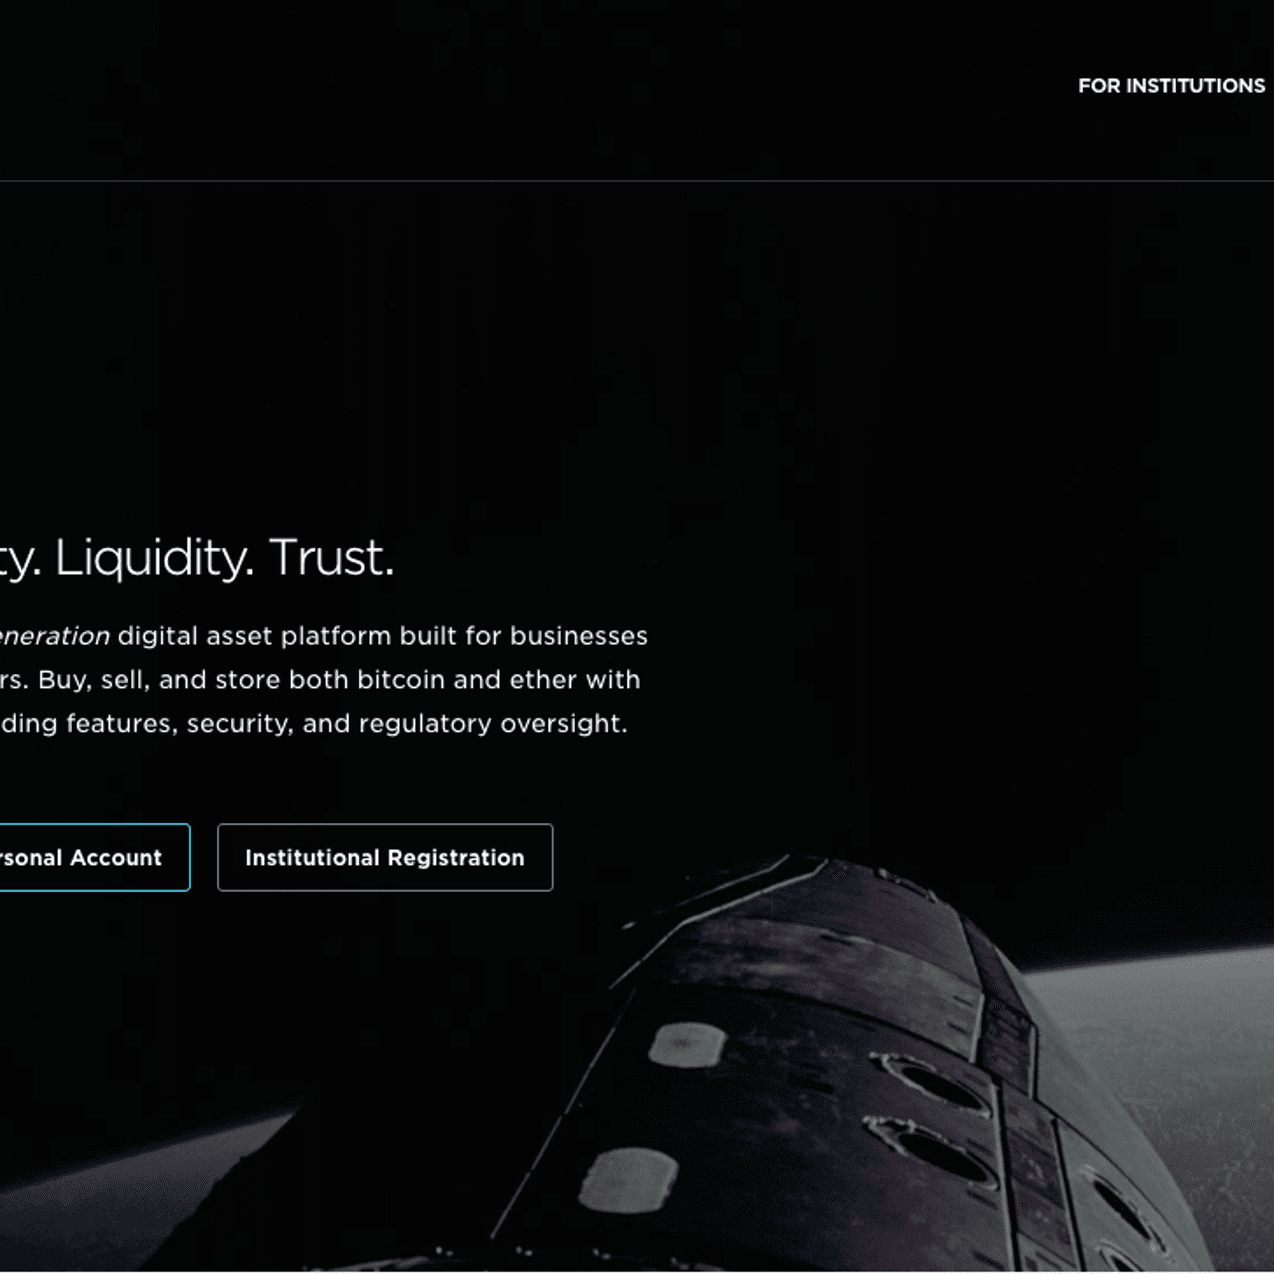 FOR INSTITUTIONS
ty. Liquidity. Trust.
eneration digital asset platform built for businesses
rs. Buy, sell, and store both bitcoin and ether with
ding features, security, and regulatory oversight.
rsonal Account
Institutional Registration